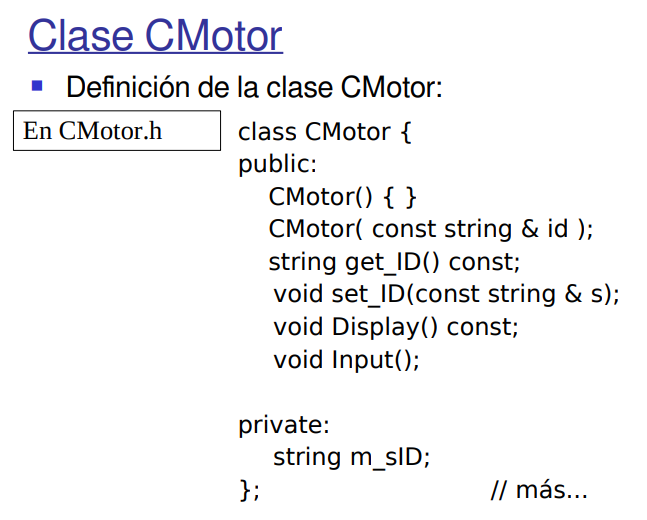 Clase CMotor
Definición de la clase CMotor:
En CMotor.h
class CMotor {
public:
CMotor() { }
CMotor( const string & id );
string get_ID() const;
void set_ID(const string & s);
void Display() const;
void Input();
private:
string m_sID;
}; // más...